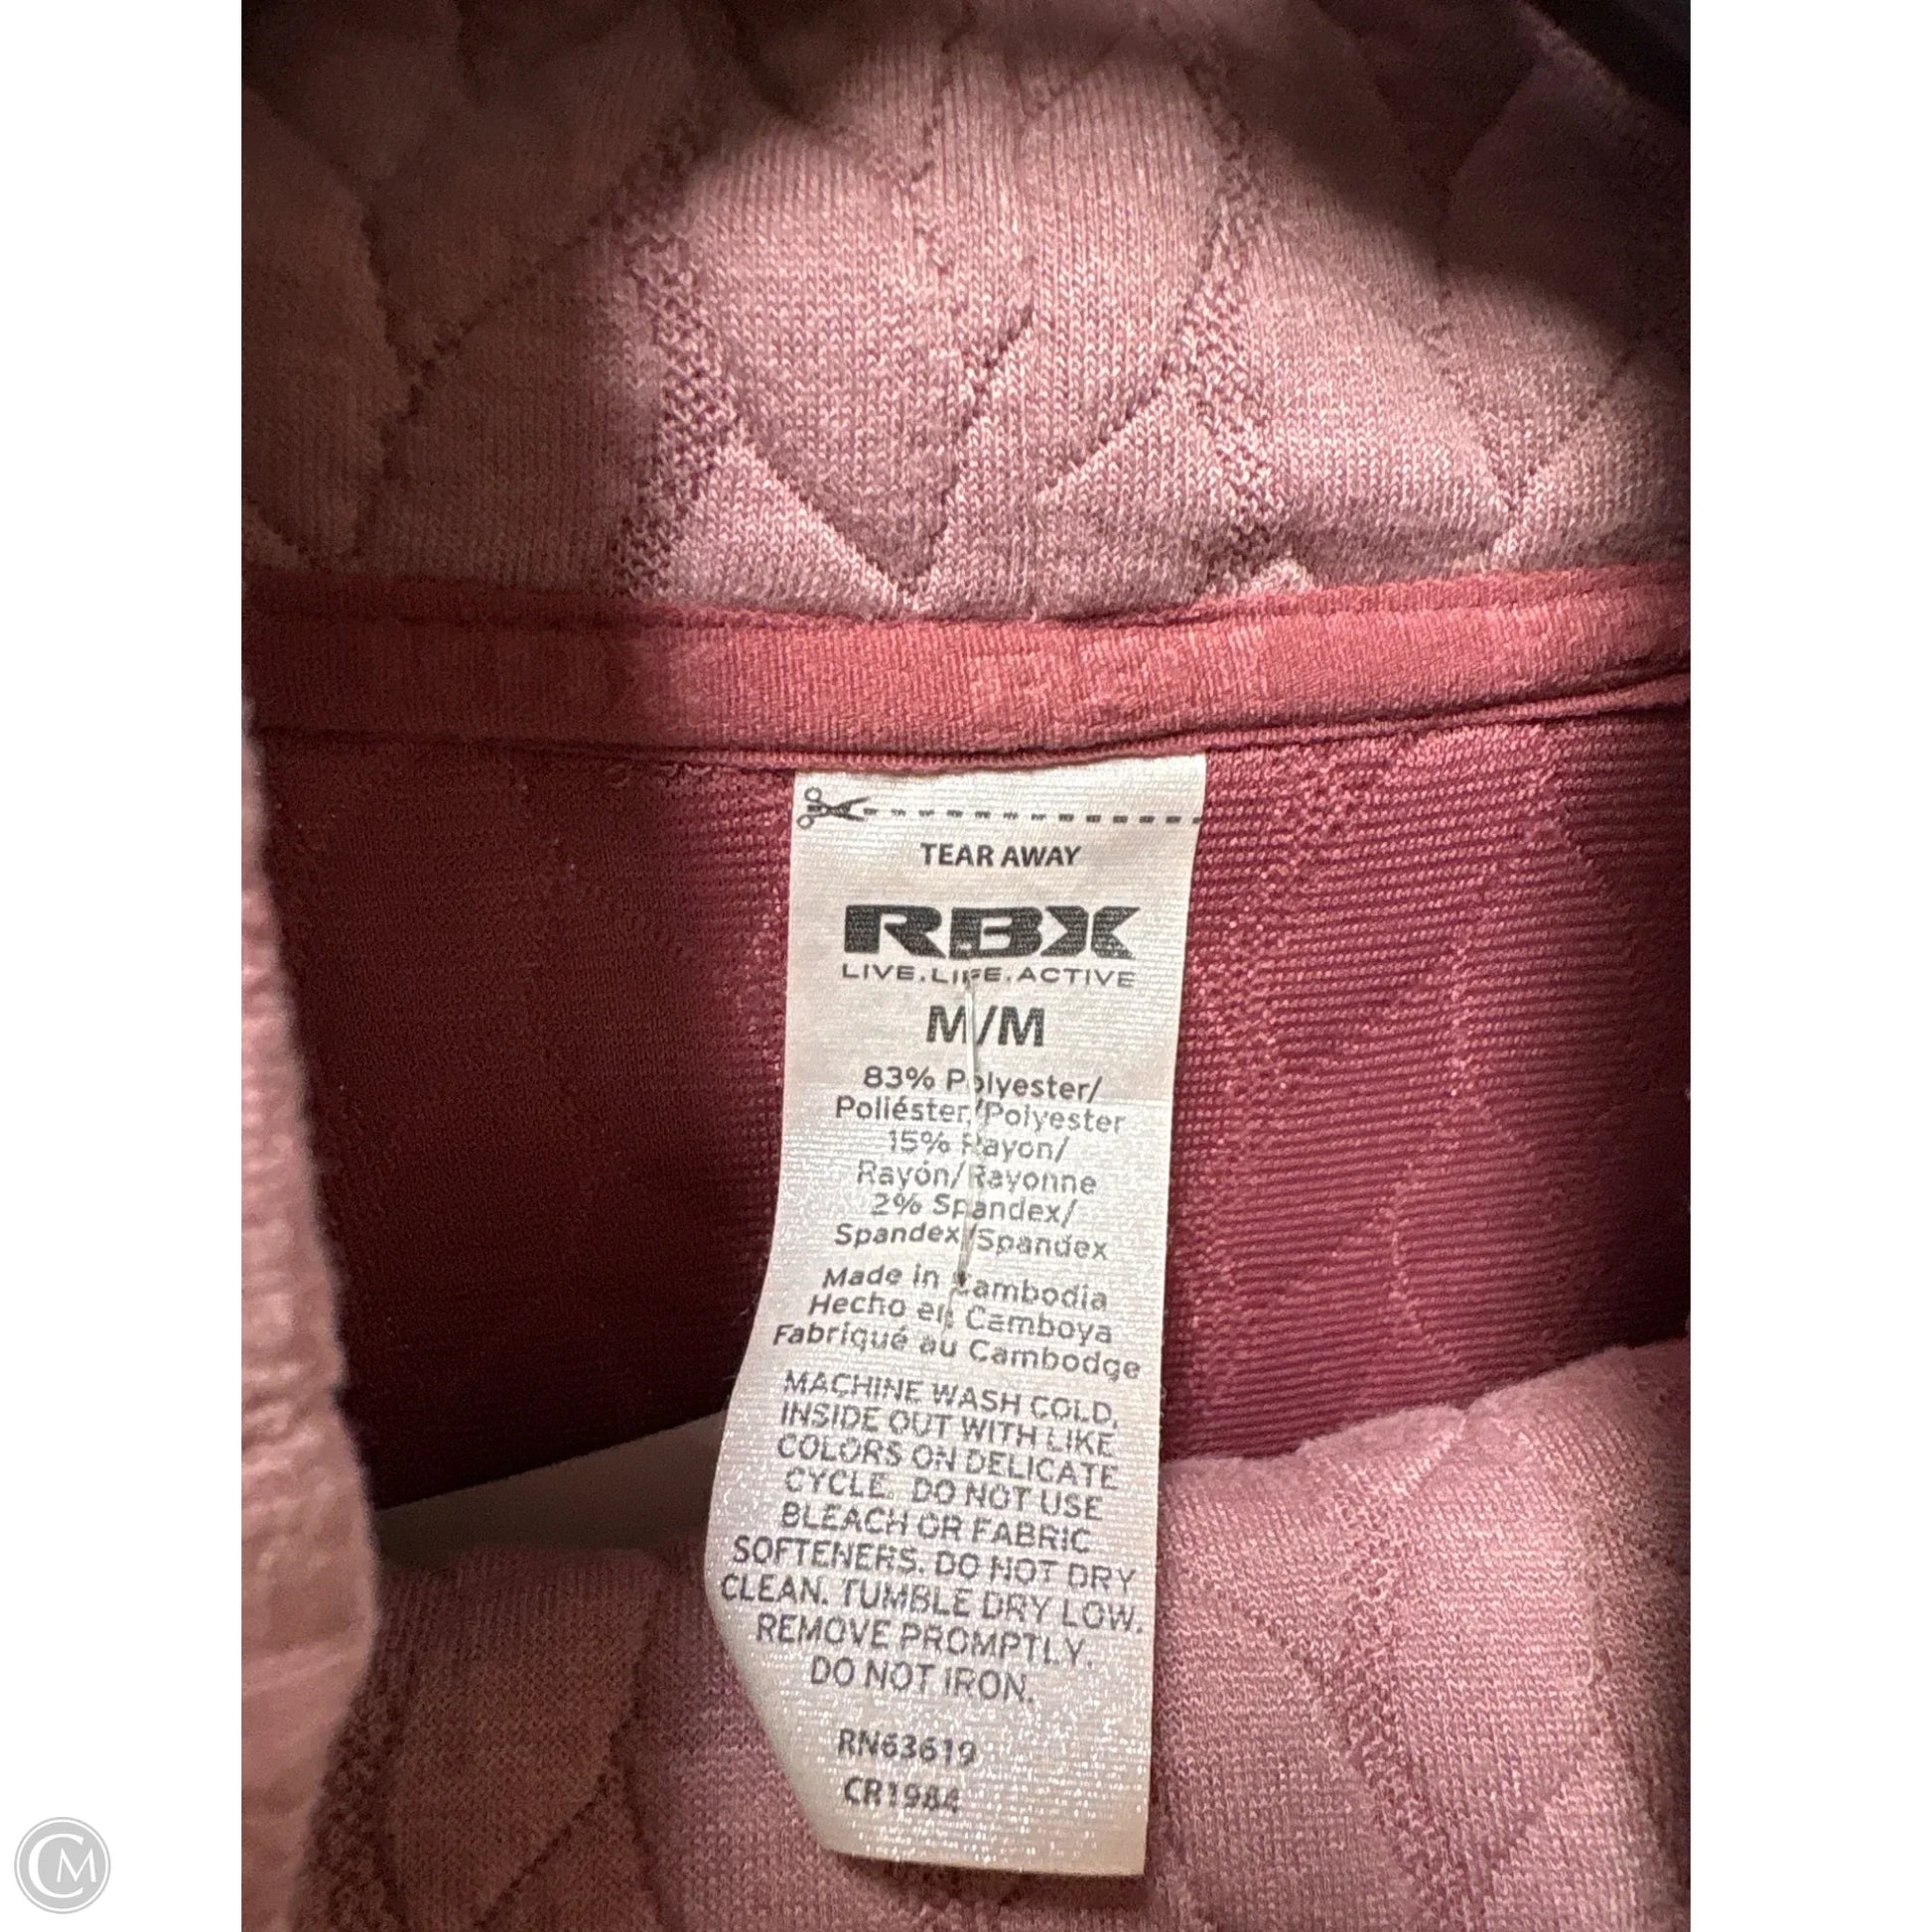 TEAR AWAY
RBX
LIVE.LIFE.ACTIVE
M/M
83% Polyester/
Poliéster/Polyester
15% Rayon/
Rayón/Rayonne
2% Spandex/
Spandex/Spandex
Made in Cambodia
Hecho en Camboya
Fabriqué au Cambodge
MACHINE WASH COLD,
INSIDE OUT WITH LIKE
COLORS ON DELICATE
CYCLE. DO NOT USE
BLEACH OR FABRIC
SOFTENERS. DO NOT DRY
CLEAN. TUMBLE DRY LOW.
REMOVE PROMPTLY.
DO NOT IRON.
RN63619
CR1984
CM